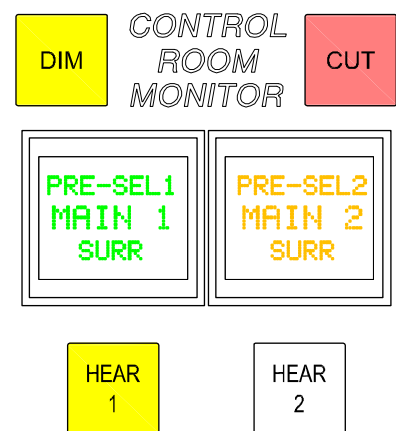 DIM
CONTROL
ROOM
MONITOR
CUT
PRE-SEL1
MAIN 1
SURR
PRE-SEL2
MAIN 2
SURR
HEAR
1
HEAR
2